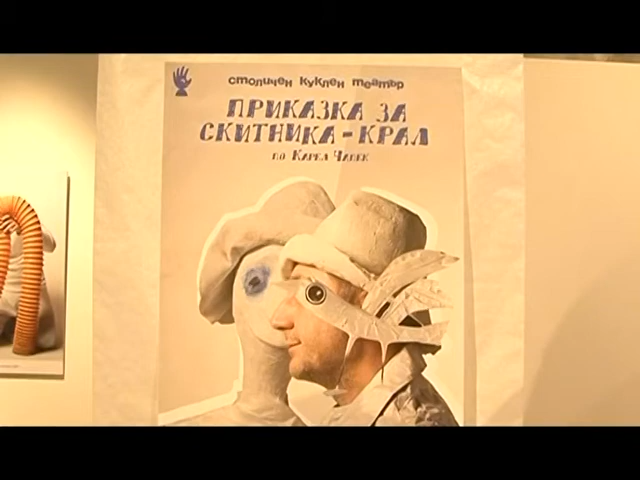 столичен куклен театър
ПРИКАЗКА ЗА
СКИТНИКА - КРАЛ
по Карел Чапек